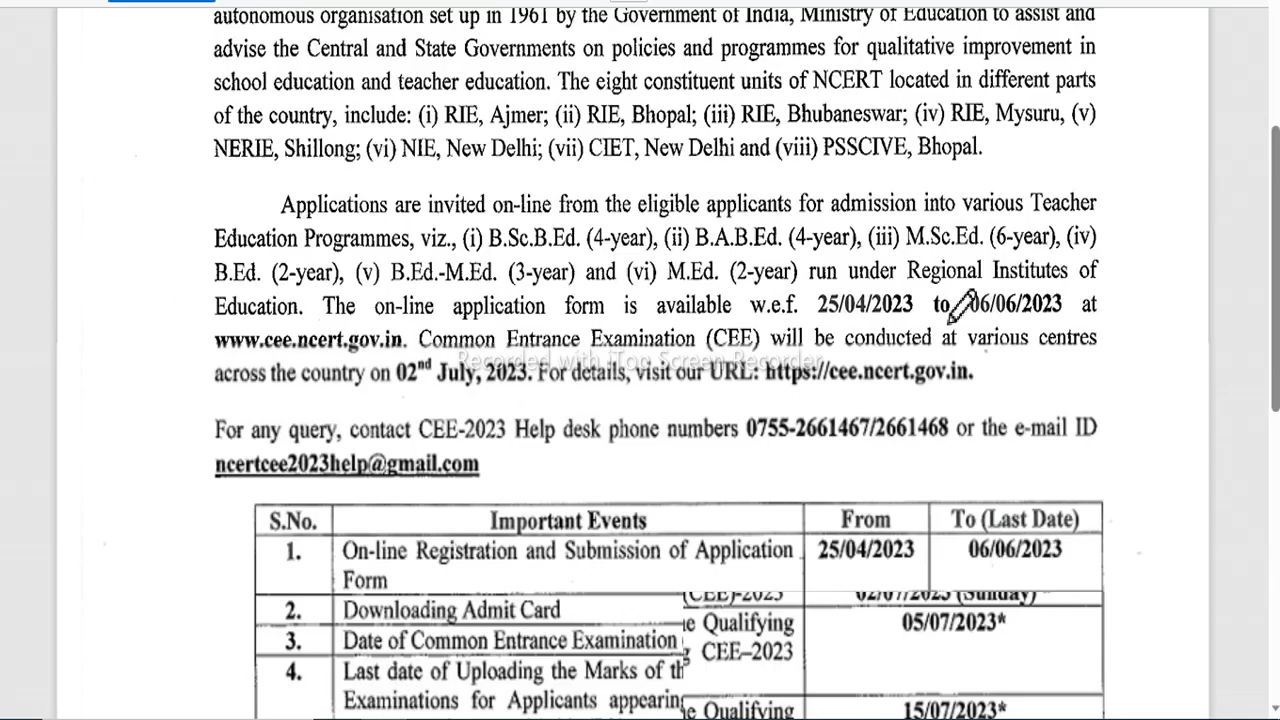 autonomous organisation set up in 1961 by the Government of India, Ministry of Education to assist and
advise the Central and State Governments on policies and programmes for qualitative improvement in
school education and teacher education. The eight constituent units of NCERT located in different parts
of the country, include: (i) RIE, Ajmer; (ii) RIE, Bhopal; (iii) RIE, Bhubaneswar; (iv) RIE, Mysuru, (v)
NERIE, Shillong; (vi) NIE, New Delhi; (vii) CIET, New Delhi and (viii) PSSCIVE, Bhopal.
Applications are invited on-line from the eligible applicants for admission into various Teacher
Education Programmes, viz., (i) B.Sc.B.Ed. (4-year), (ii) B.A.B.Ed. (4-year), (iii) M.Sc.Ed. (6-year), (iv)
B.Ed. (2-year), (v) B.Ed.-M.Ed. (3-year) and (vi) M.Ed. (2-year) run under Regional Institutes of
Education. The on-line application form is available w.e.f. 25/04/2023 to 06/06/2023 at
www.cee.ncert.gov.in. Common Entrance Examination (CEE) will be conducted at various centres
Recorded with iTop Screen Recorder
across the country on 02nd July, 2023. For details, visit our URL: https://cee.ncert.gov.in.
For any query, contact CEE-2023 Help desk phone numbers 0755-2661467/2661468 or the e-mail ID
ncertcee2023help@gmail.com
S.No. Important Events From To (Last Date)
1. On-line Registration and Submission of Application 25/04/2023 06/06/2023
Form
(CEE)-2023 02/07/2023 (Sunday)
2. Downloading Admit Card
e Qualifying 05/07/2023*
3. Date of Common Entrance Examination
CEE–2023
4. Last date of Uploading the Marks of th
Examinations for Applicants appearing
e Qualifying 15/07/2023*